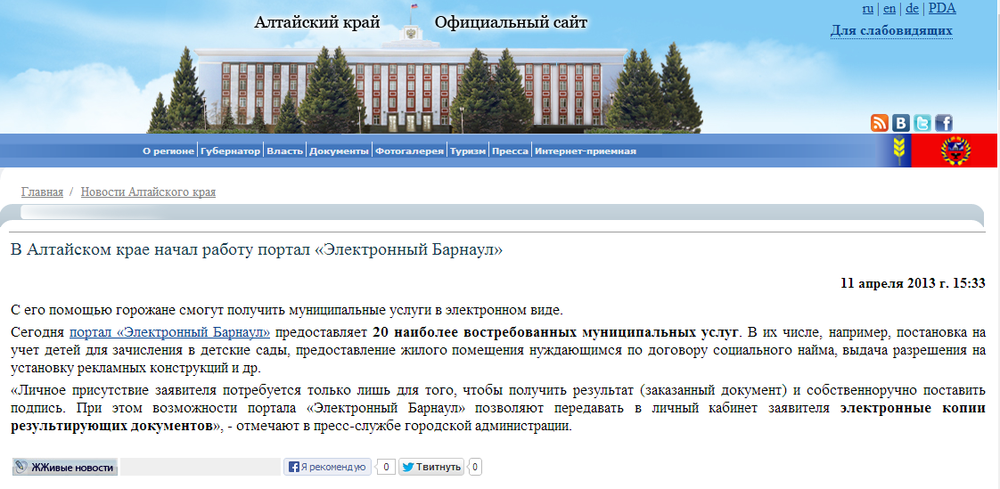 Алтайский край Официальный сайт
ru | en | de | PDA
Для слабовидящих
О регионе | Губернатор | Власть | Документы | Фотогалерея | Туризм | Пресса | Интернет-приемная
Главная / Новости Алтайского края
В Алтайском крае начал работу портал «Электронный Барнаул»
11 апреля 2013 г. 15:33
С его помощью горожане смогут получить муниципальные услуги в электронном виде.
Сегодня портал «Электронный Барнаул» предоставляет 20 наиболее востребованных муниципальных услуг. В их числе, например, постановка на
учет детей для зачисления в детские сады, предоставление жилого помещения нуждающимся по договору социального найма, выдача разрешения на
установку рекламных конструкций и др.
«Личное присутствие заявителя потребуется только лишь для того, чтобы получить результат (заказанный документ) и собственноручно поставить
подпись. При этом возможности портала «Электронный Барнаул» позволяют передавать в личный кабинет заявителя электронные копии
результирующих документов», - отмечают в пресс-службе городской администрации.
ЖЖивые новости Я рекомендую 0 Твитнуть 0